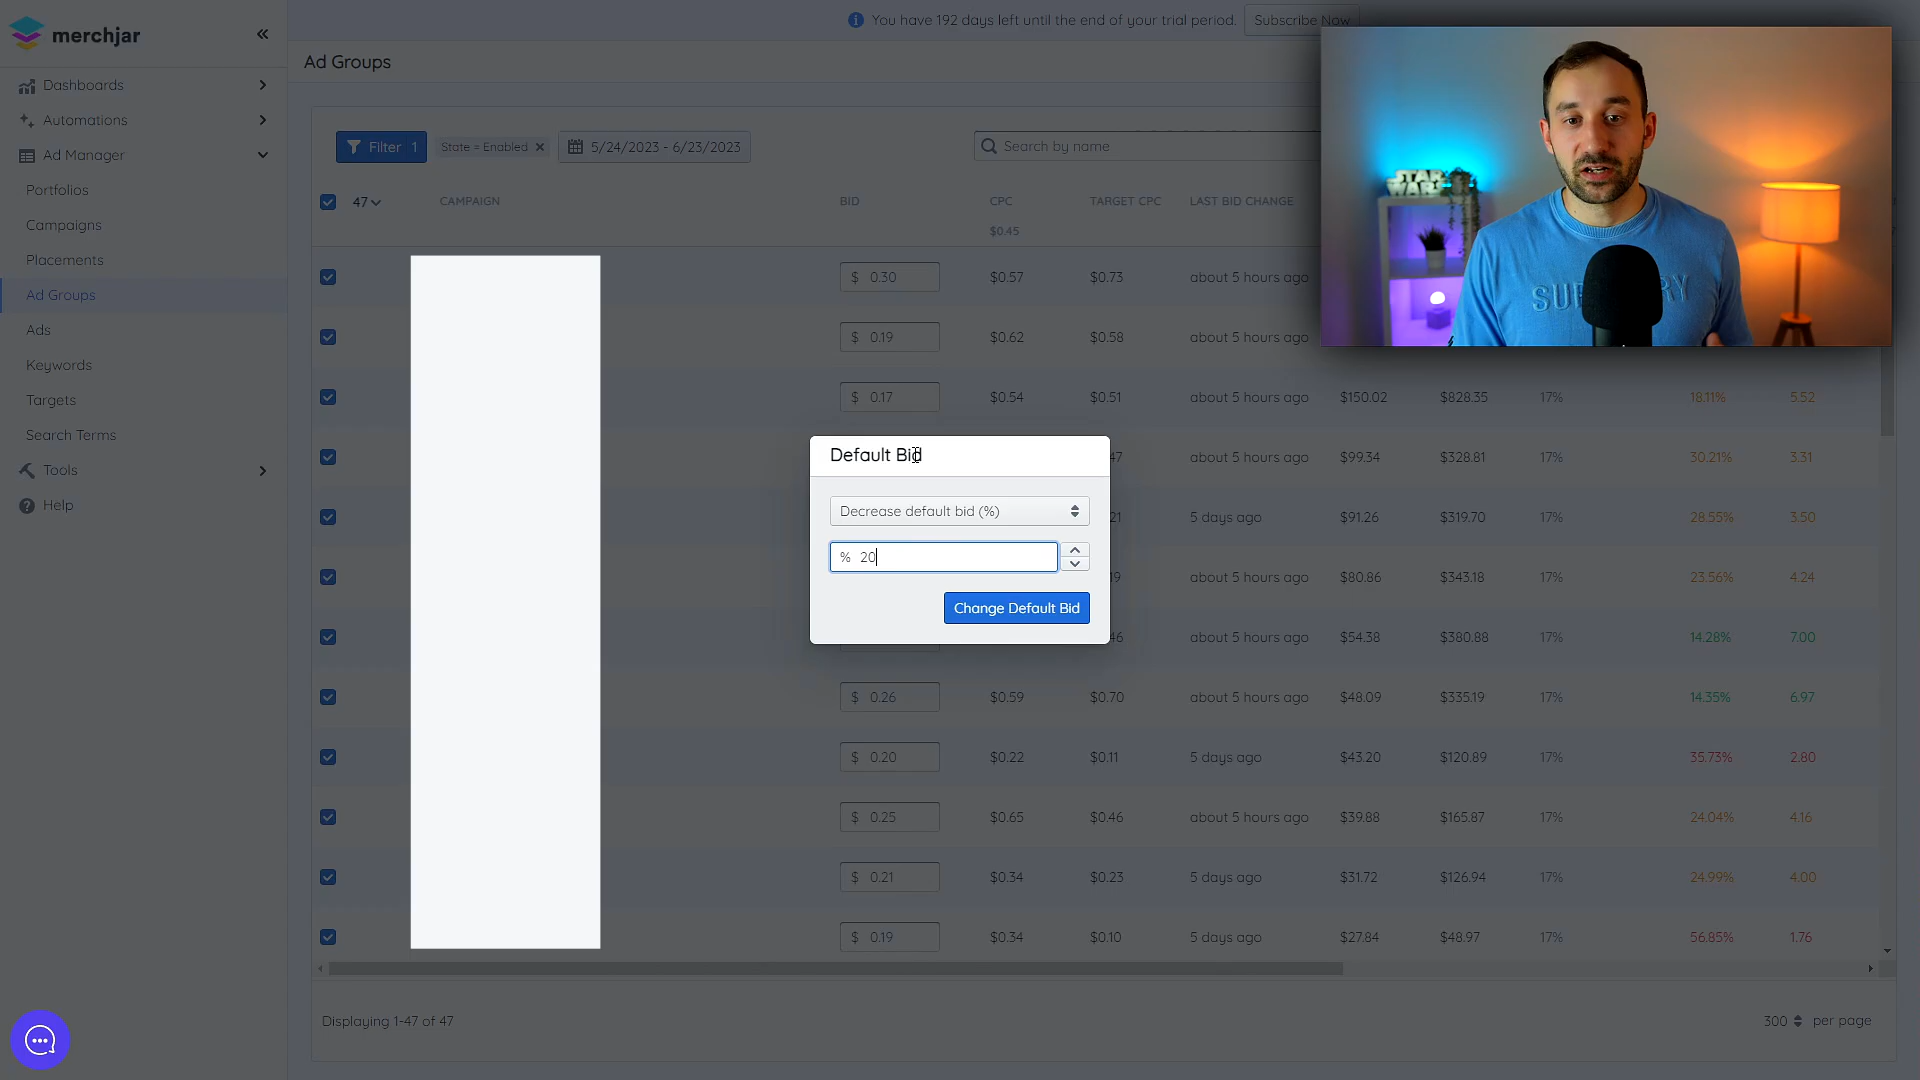 merchjar
You have 192 days left until the end of your trial period.
Subscribe Now
Dashboards
Automations
Ad Manager
Portfolios
Campaigns
Placements
Ad Groups
Ads
Keywords
Targets
Search Terms
Tools
Help
Ad Groups
Filter 1
State = Enabled
5/24/2023 - 6/23/2023
Search by name
47 CAMPAIGN BID CPC TARGET CPC LAST BID CHANGE
$0.45
$ 0.30 $0.57 $0.73 about 5 hours ago
$ 0.19 $0.62 $0.58 about 5 hours ago
$ 0.17 $0.54 $0.51 about 5 hours ago $150.02 $828.35 17% 18.11% 5.52
47 about 5 hours ago $99.34 $328.81 17% 30.21% 3.31
21 5 days ago $91.26 $319.70 17% 28.55% 3.50
19 about 5 hours ago $80.86 $343.18 17% 23.56% 4.24
46 about 5 hours ago $54.38 $380.88 17% 14.28% 7.00
$ 0.26 $0.59 $0.70 about 5 hours ago $48.09 $335.19 17% 14.35% 6.97
$ 0.20 $0.22 $0.11 5 days ago $43.20 $120.89 17% 35.73% 2.80
$ 0.25 $0.65 $0.46 about 5 hours ago $39.88 $165.87 17% 24.04% 4.16
$ 0.21 $0.34 $0.23 5 days ago $31.72 $126.94 17% 24.99% 4.00
$ 0.19 $0.34 $0.10 5 days ago $27.84 $48.97 17% 56.85% 1.76
Default Bid
Decrease default bid (%)
% 20
Change Default Bid
Displaying 1-47 of 47
300 per page
STAR
WARS